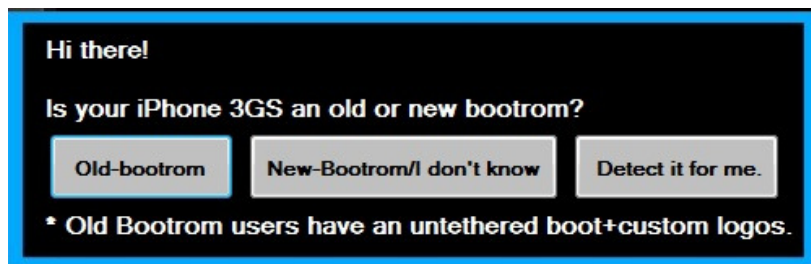 Hi there!
Is your iPhone 3GS an old or new bootrom?
Old-bootrom New-Bootrom/I don't know Detect it for me.
* Old Bootrom users have an untethered boot+custom logos.